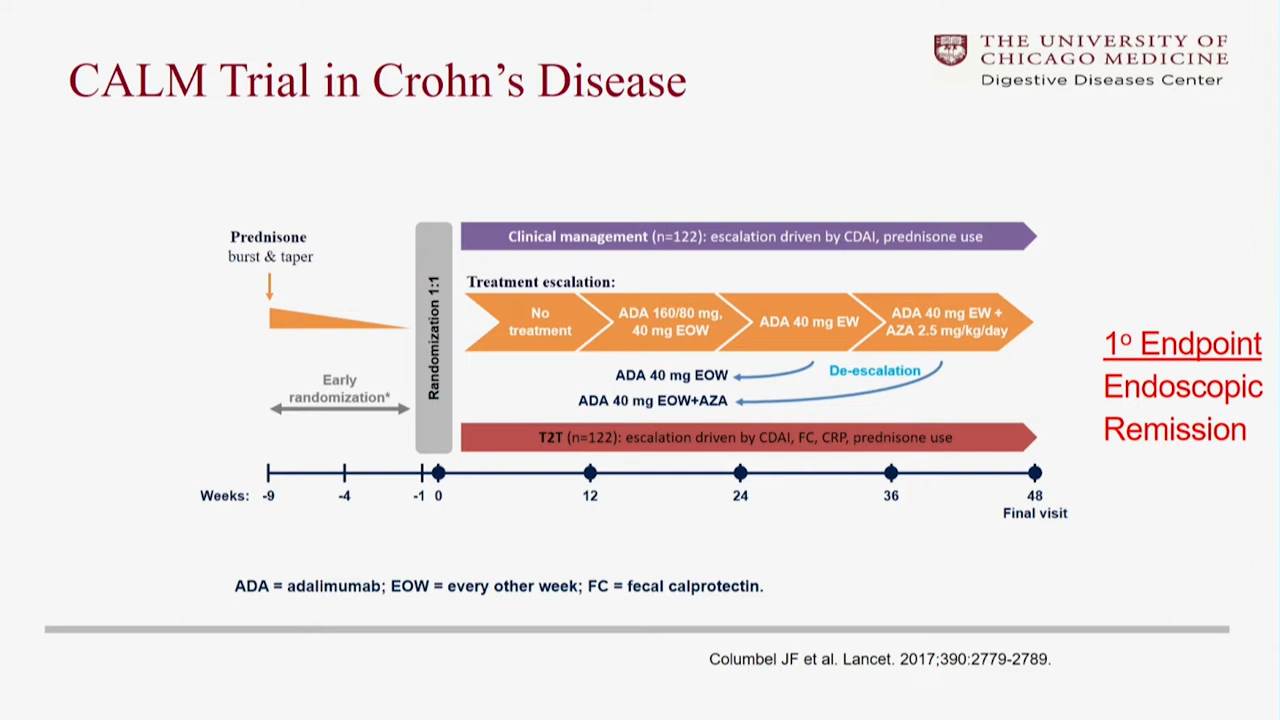 CALM Trial in Crohn's Disease
THE UNIVERSITY OF
CHICAGO MEDICINE
Digestive Diseases Center
Prednisone
burst & taper
Early
randomization*
Randomization 1:1
Clinical management (n=122): escalation driven by CDAI, prednisone use
Treatment escalation:
No
treatment
ADA 160/80 mg,
40 mg EOW
ADA 40 mg EW
ADA 40 mg EW +
AZA 2.5 mg/kg/day
De-escalation
ADA 40 mg EOW
ADA 40 mg EOW+AZA
T2T (n=122): escalation driven by CDAI, FC, CRP, prednisone use
Weeks: -9 -4 -1 0 12 24 36 48
Final visit
1º Endpoint
Endoscopic
Remission
ADA = adalimumab; EOW = every other week; FC = fecal calprotectin.
Columbel JF et al. Lancet. 2017;390:2779-2789.